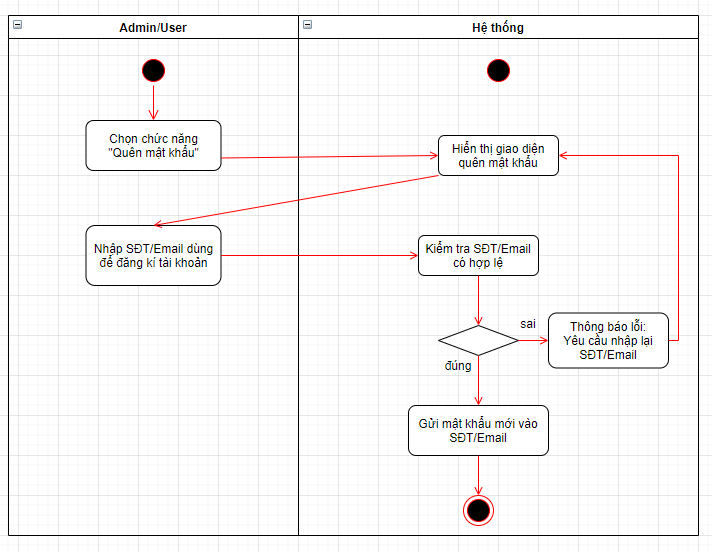 Admin/User
Hệ thống
Chọn chức năng
"Quên mật khẩu"
Hiển thị giao diện
quên mật khẩu
Nhập SĐT/Email dùng
để đăng kí tài khoản
Kiểm tra SĐT/Email
có hợp lệ
sai
Thông báo lỗi:
Yêu cầu nhập lại
SĐT/Email
đúng
Gửi mật khẩu mới vào
SĐT/Email